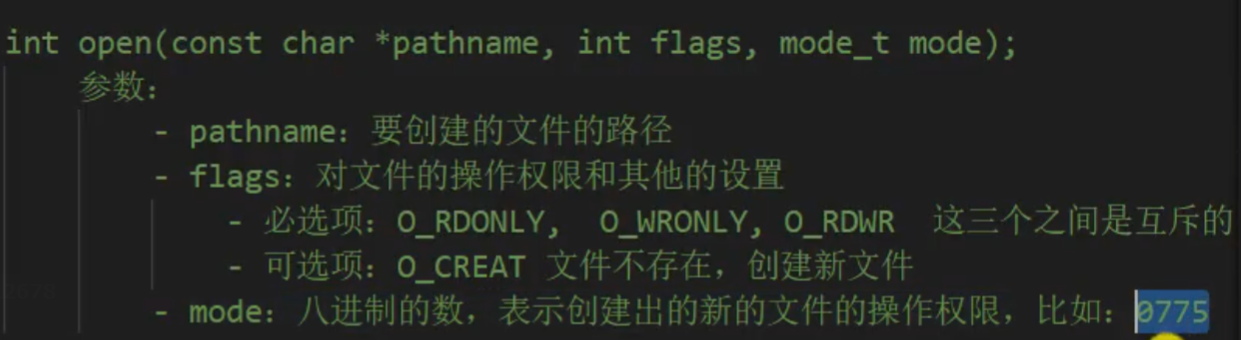 int open(const char *pathname, int flags, mode_t mode);
参数：
- pathname：要创建的文件的路径
- flags：对文件的操作权限和其他的设置
- 必选项：O_RDONLY, O_WRONLY, O_RDWR 这三个之间是互斥的
- 可选项：O_CREAT 文件不存在，创建新文件
- mode：八进制的数，表示创建出的新的文件的操作权限，比如：0775